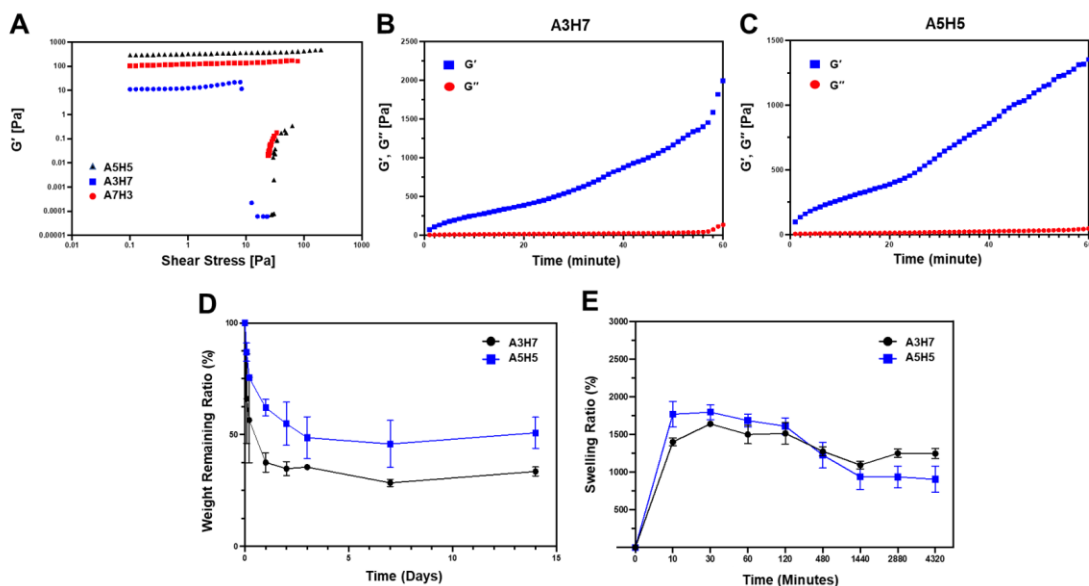 A
1000
100
10
1
0.1
0.01
0.001
0.0001
0.00001
G′ [Pa]
A5H5
A3H7
A7H3
0.01
0.1
1
10
100
1000
Shear Stress [Pa]
B
A3H7
2500
2000
1500
1000
500
0
G′, G″ [Pa]
G′
G″
0
20
40
60
Time (minute)
C
A5H5
1500
1000
500
0
G′, G″ [Pa]
G′
G″
0
20
40
60
Time (minute)
D
100
50
0
Weight Remaining Ratio (%)
A3H7
A5H5
0
5
10
15
Time (Days)
E
3000
2500
2000
1500
1000
500
0
Swelling Ratio (%)
A3H7
A5H5
0
10
30
60
120
480
1440
2880
4320
Time (Minutes)